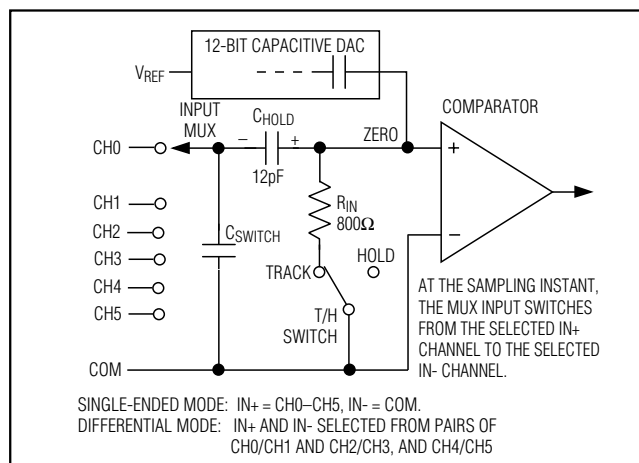 12-BIT CAPACITIVE DAC
VREF
COMPARATOR
INPUT
MUX
CHOLD
ZERO
– +
12pF
CH0
+
RIN
800Ω
CH1
CSWITCH
–
CH2
HOLD
CH3
TRACK
CH4
CH5
T/H
SWITCH
AT THE SAMPLING INSTANT,
THE MUX INPUT SWITCHES
FROM THE SELECTED IN+
CHANNEL TO THE SELECTED
IN- CHANNEL.
COM
SINGLE-ENDED MODE: IN+ = CH0–CH5, IN- = COM.
DIFFERENTIAL MODE: IN+ AND IN- SELECTED FROM PAIRS OF
CH0/CH1 AND CH2/CH3, AND CH4/CH5